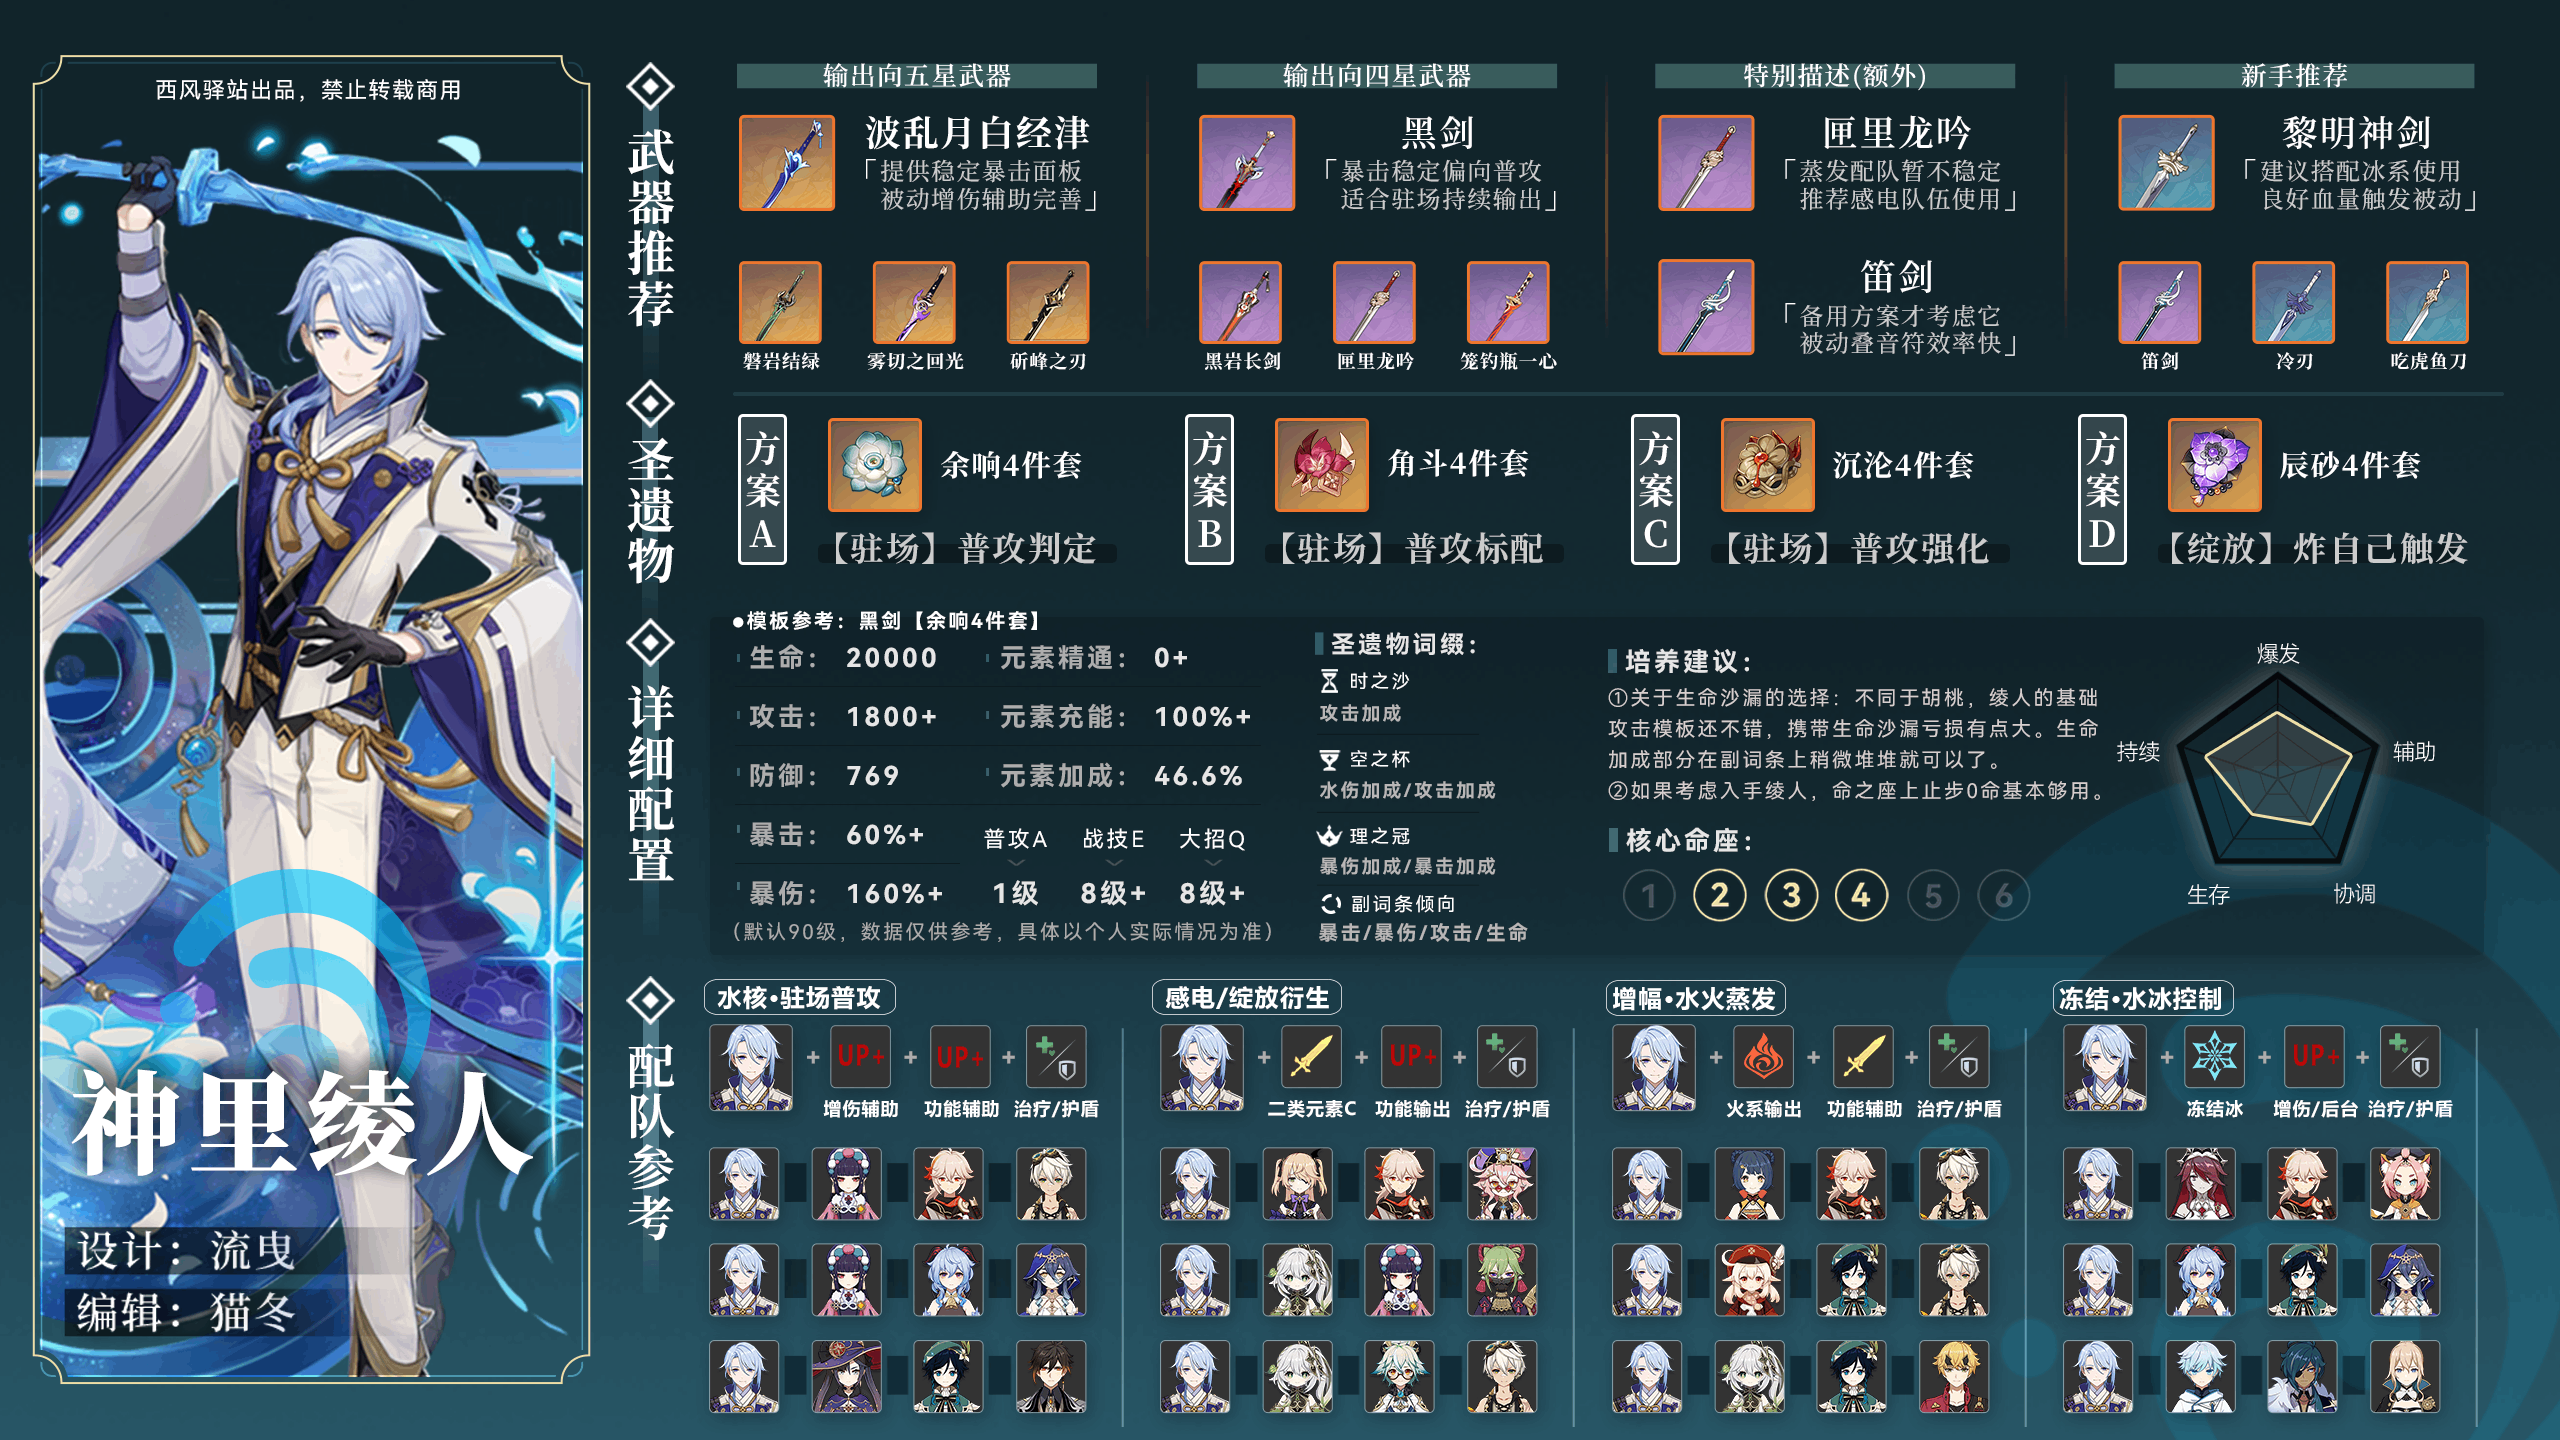 西风驿站出品，禁止转载商用
神里绫人
设计：流曳
编辑：猫冬
武器推荐
输出向五星武器
波乱月白经津
「提供稳定暴击面板
被动增伤辅助完善」
磐岩结绿
雾切之回光
斫峰之刃
输出向四星武器
黑剑
「暴击稳定偏向普攻
适合驻场持续输出」
黑岩长剑
匣里龙吟
笼钓瓶一心
特别描述(额外)
匣里龙吟
「蒸发配队暂不稳定
推荐感电队伍使用」
笛剑
「备用方案才考虑它
被动叠音符效率快」
新手推荐
黎明神剑
「建议搭配冰系使用
良好血量触发被动」
笛剑
冷刃
吃虎鱼刀
圣遗物
方案A
余响4件套
【驻场】普攻判定
方案B
角斗4件套
【驻场】普攻标配
方案C
沉沦4件套
【驻场】普攻强化
方案D
辰砂4件套
【绽放】炸自己触发
详细配置
●模板参考：黑剑【余响4件套】
生命：20000 元素精通：0+
攻击：1800+ 元素充能：100%+
防御：769 元素加成：46.6%
暴击：60%+ 普攻A 战技E 大招Q
暴伤：160%+ 1级 8级+ 8级+
(默认90级，数据仅供参考，具体以个人实际情况为准)
圣遗物词缀：
时之沙
攻击加成
空之杯
水伤加成/攻击加成
理之冠
暴伤加成/暴击加成
副词条倾向
暴击/暴伤/攻击/生命
培养建议：
①关于生命沙漏的选择：不同于胡桃，绫人的基础
攻击模板还不错，携带生命沙漏亏损有点大。生命
加成部分在副词条上稍微堆堆就可以了。
②如果考虑入手绫人，命之座上止步0命基本够用。
核心命座：
1 2 3 4 5 6
爆发
持续
辅助
生存
协调
配队参考
水核·驻场普攻
+ UP+ + UP+ +
增伤辅助 功能辅助 治疗/护盾
感电/绽放衍生
+ + UP+ +
二类元素C 功能输出 治疗/护盾
增幅·水火蒸发
+ + +
火系输出 功能辅助 治疗/护盾
冻结·水冰控制
+ + UP+ +
冻结冰 增伤/后台 治疗/护盾